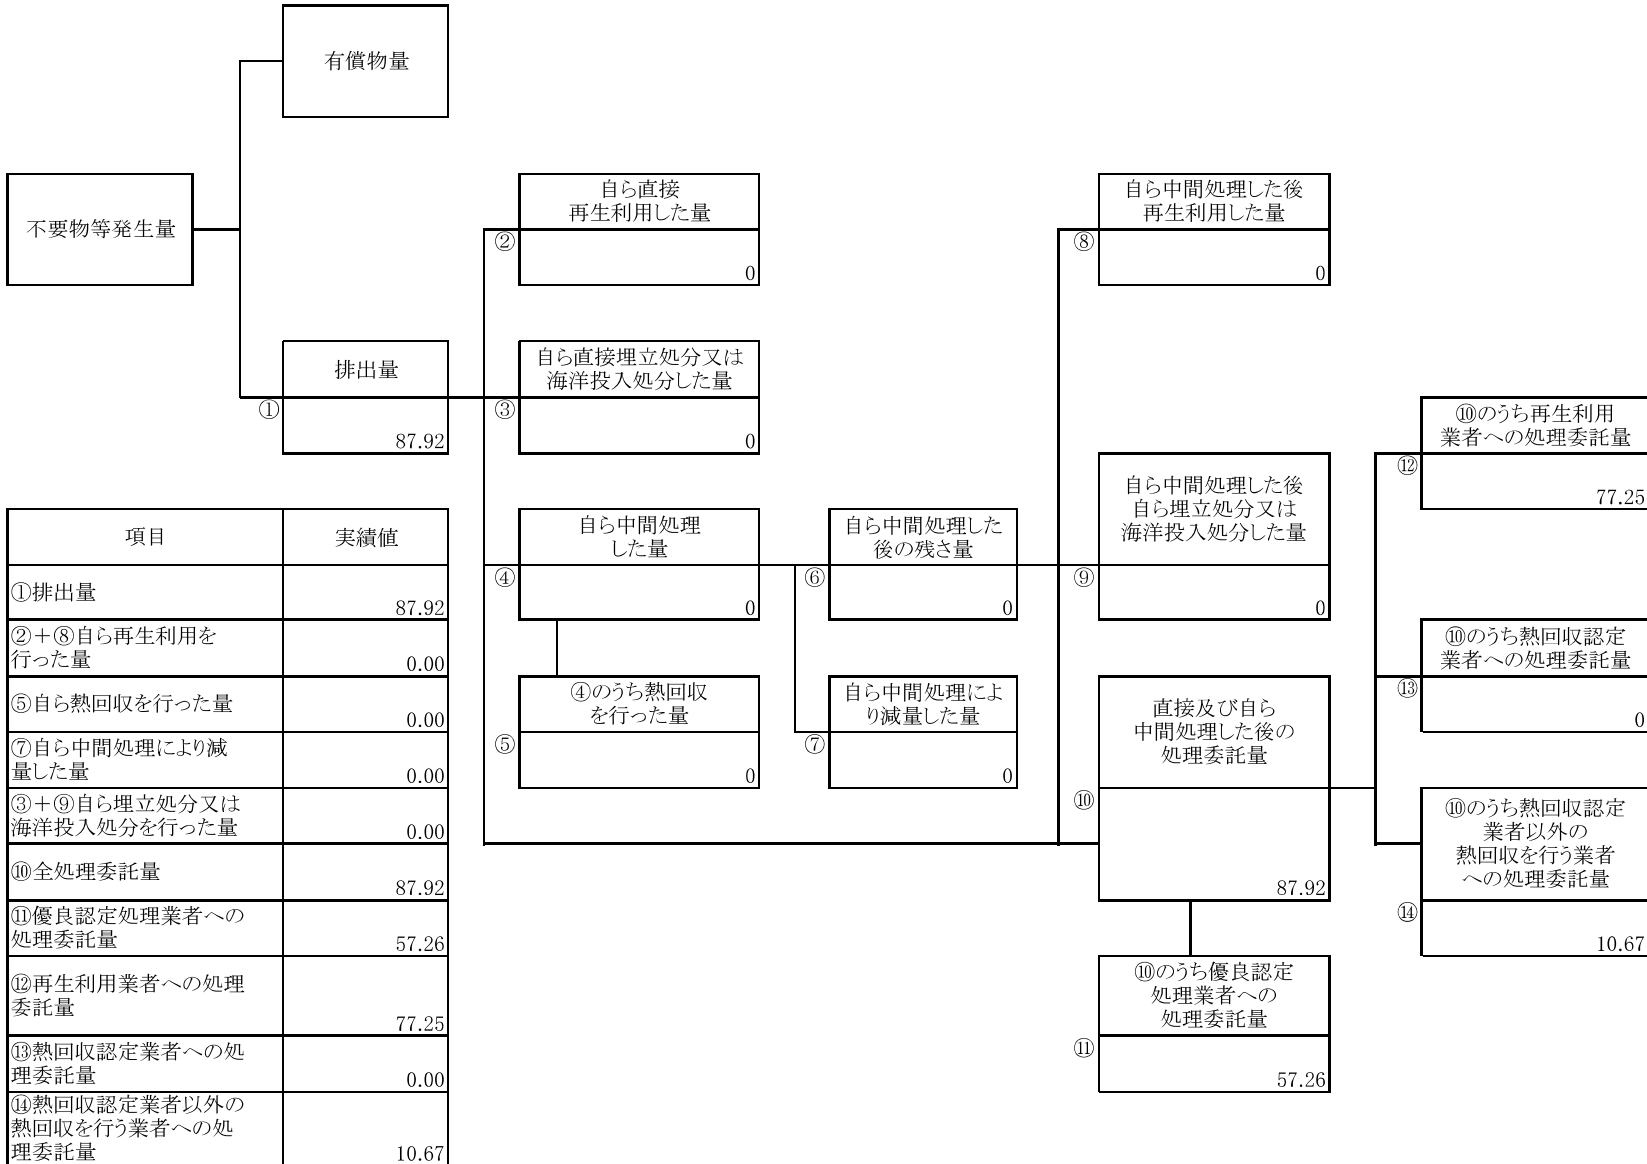 有償物量
不要物等発生量
自ら直接
再生利用した量
②
0
自ら中間処理した後
再生利用した量
⑧
0
排出量
①
87.92
自ら直接埋立処分又は
海洋投入処分した量
③
0
⑩のうち再生利用
業者への処理委託量
⑫
77.25
自ら中間処理
した量
④
0
自ら中間処理した
後の残さ量
⑥
0
自ら中間処理した後
自ら埋立処分又は
海洋投入処分した量
⑨
0
⑩のうち熱回収認定
業者への処理委託量
⑬
0
④のうち熱回収
を行った量
⑤
0
自ら中間処理によ
り減量した量
⑦
0
直接及び自ら
中間処理した後の
処理委託量
⑩
87.92
⑩のうち熱回収認定
業者以外の
熱回収を行う業者
への処理委託量
⑭
10.67
⑩のうち優良認定
処理業者への
処理委託量
⑪
57.26
項目 実績値
①排出量
87.92
②＋⑧自ら再生利用を
行った量
0.00
⑤自ら熱回収を行った量
0.00
⑦自ら中間処理により減
量した量
0.00
③＋⑨自ら埋立処分又は
海洋投入処分を行った量
0.00
⑩全処理委託量
87.92
⑪優良認定処理業者への
処理委託量
57.26
⑫再生利用業者への処理
委託量
77.25
⑬熱回収認定業者への処
理委託量
0.00
⑭熱回収認定業者以外の
熱回収を行う業者への処
理委託量
10.67